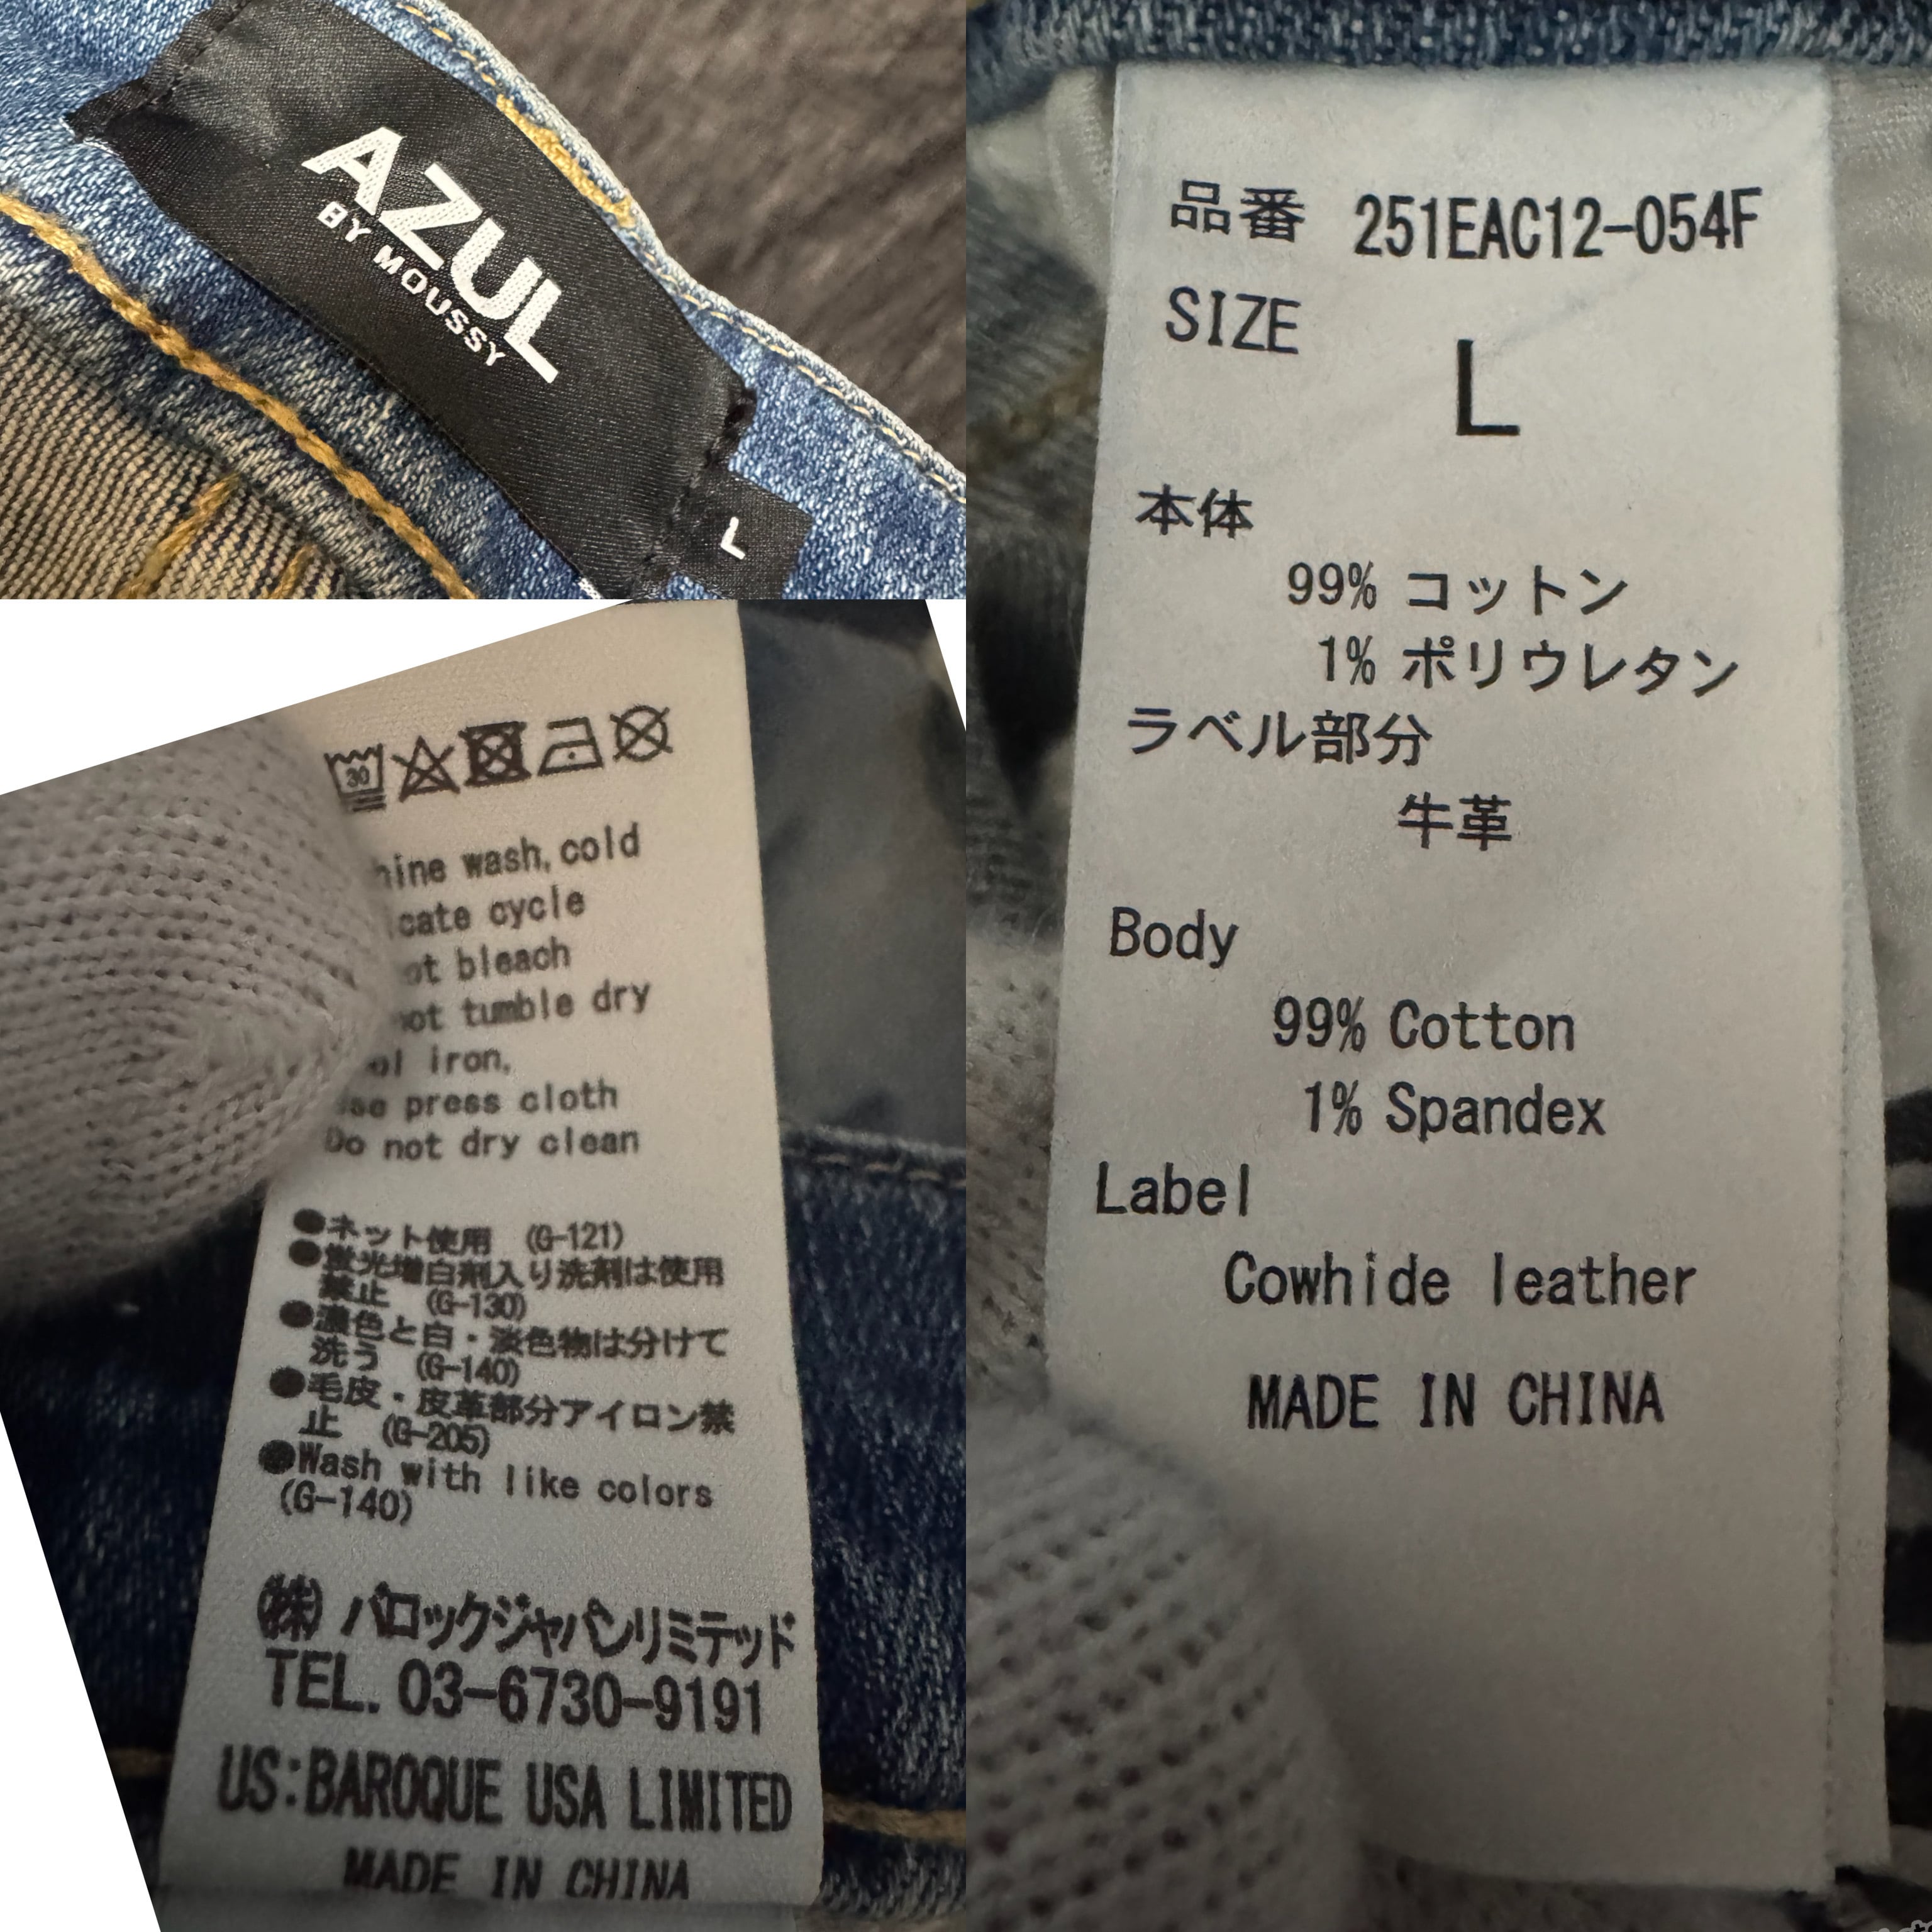 AZUL
BY MOUSSY
L
30
hine wash, cold
cate cycle
ot bleach
not tumble dry
ol iron,
se press cloth
Do not dry clean
●ネット使用 (G-121)
●蛍光増白剤入り洗剤は使用
禁止 (G-130)
●濃色と白・淡色物は分けて
洗う (G-140)
●毛皮・皮革部分アイロン禁
止 (G-205)
●Wash with like colors
(G-140)
(株) バロックジャパンリミテッド
TEL. 03-6730-9191
US:BAROQUE USA LIMITED
MADE IN CHINA
品番 251EAC12-054F
SIZE
L
本体
99% コットン
1% ポリウレタン
ラベル部分
牛革
Body
99% Cotton
1% Spandex
Label
Cowhide leather
MADE IN CHINA